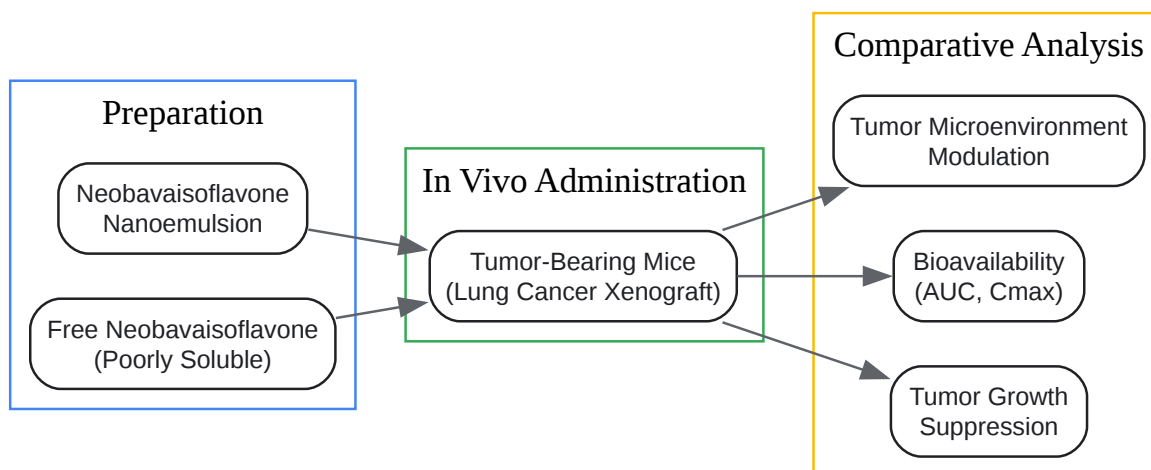 Preparation
Neobavaisoflavone
Nanoemulsion
Free Neobavaisoflavone
(Poorly Soluble)
In Vivo Administration
Tumor-Bearing Mice
(Lung Cancer Xenograft)
Comparative Analysis
Tumor Microenvironment
Modulation
Bioavailability
(AUC, Cmax)
Tumor Growth
Suppression